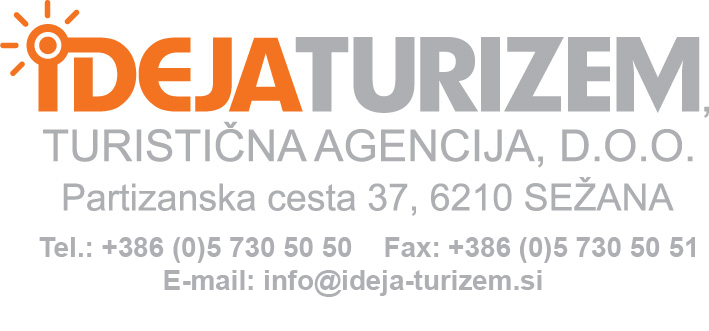 IDEJATURIZEM,
TURISTIČNA AGENCIJA, D.O.O.
Partizanska cesta 37, 6210 SEŽANA
Tel.: +386 (0)5 730 50 50 Fax: +386 (0)5 730 50 51
E-mail: info@ideja-turizem.si